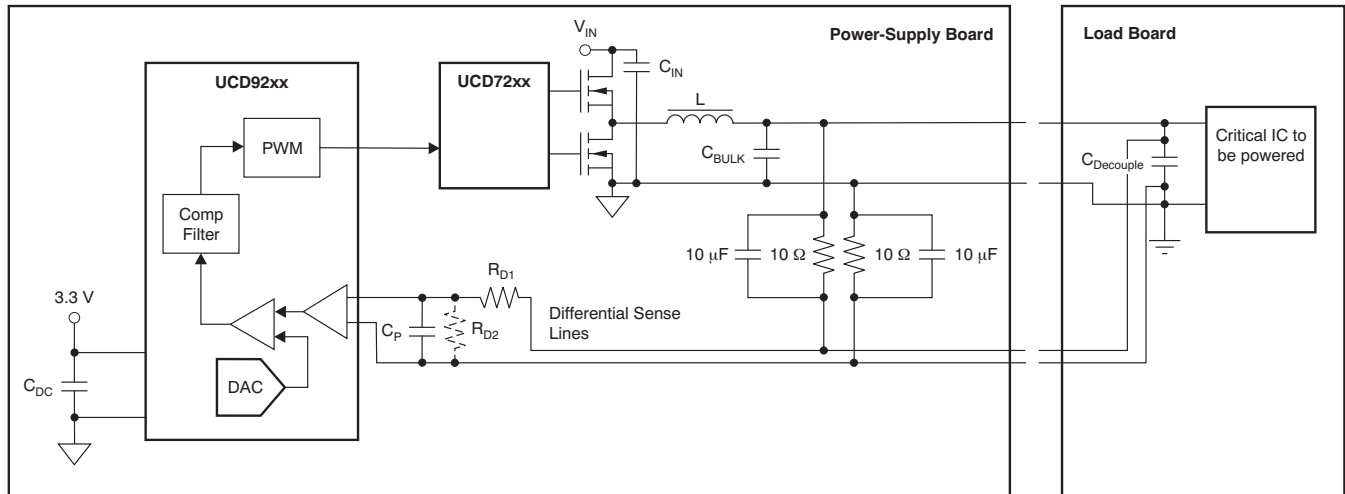 Power-Supply Board
Load Board
V_IN
UCD92xx
UCD72xx
C_IN
L
PWM
C_BULK
C_Decouple
Critical IC to
be powered
Comp
Filter
10 µF
10 Ω
10 Ω
10 µF
R_D1
3.3 V
Differential Sense
Lines
C_P
R_D2
C_DC
DAC